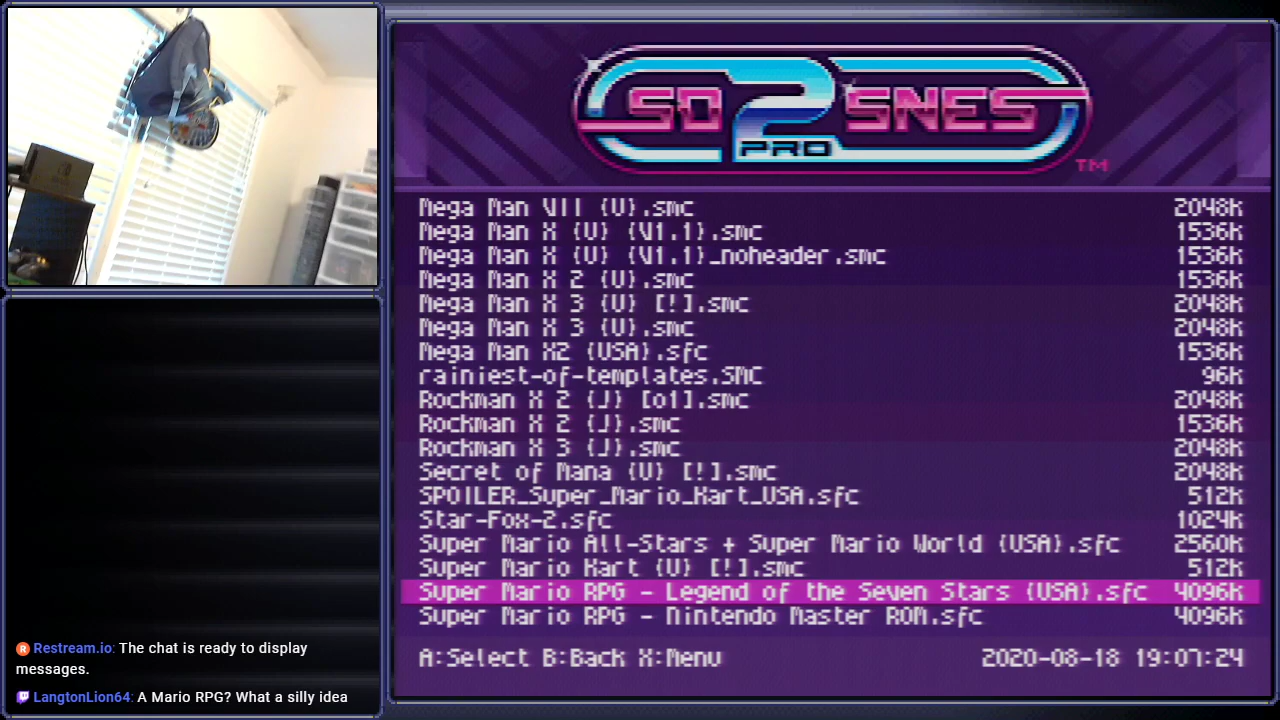 SD 2 SNES
PRO
TM
Mega Man VII (U).smc 2048k
Mega Man X (U) (V1.1).smc 1536k
Mega Man X (U) (V1.1)_noheader.smc 1536k
Mega Man X 2 (U).smc 1536k
Mega Man X 3 (U) [!].smc 2048k
Mega Man X 3 (U).smc 2048k
Mega Man X2 (USA).sfc 1536k
rainiest-of-templates.SMC 96k
Rockman X 2 (J) [o1].smc 2048k
Rockman X 2 (J).smc 1536k
Rockman X 3 (J).smc 2048k
Secret of Mana (U) [!].smc 2048k
SPOILER_Super_Mario_Kart_USA.sfc 512k
Star-Fox-2.sfc 1024k
Super Mario All-Stars + Super Mario World (USA).sfc 2560k
Super Mario Kart (U) [!].smc 512k
Super Mario RPG - Legend of the Seven Stars (USA).sfc 4096k
Super Mario RPG - Nintendo Master ROM.sfc 4096k
A:Select B:Back X:Menu 2020-08-18 19:07:24
Restream.io: The chat is ready to display
messages.
LangtonLion64: A Mario RPG? What a silly idea